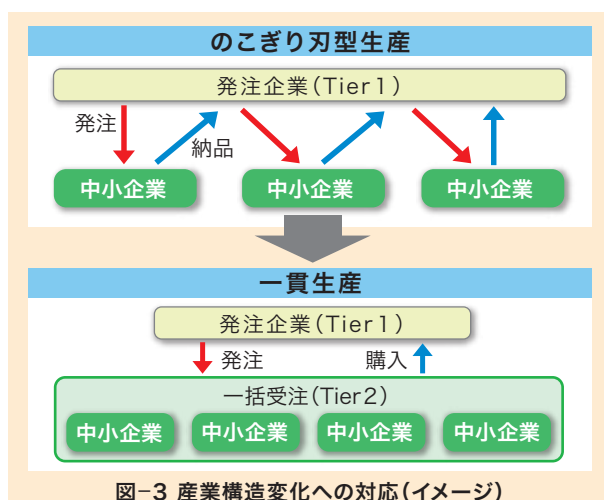 のこぎり刃型生産
発注企業(Tier1)
発注
納品
中小企業
中小企業
中小企業
一貫生産
発注企業(Tier1)
発注
購入
一括受注(Tier2)
中小企業
中小企業
中小企業
中小企業
図−3 産業構造変化への対応(イメージ)